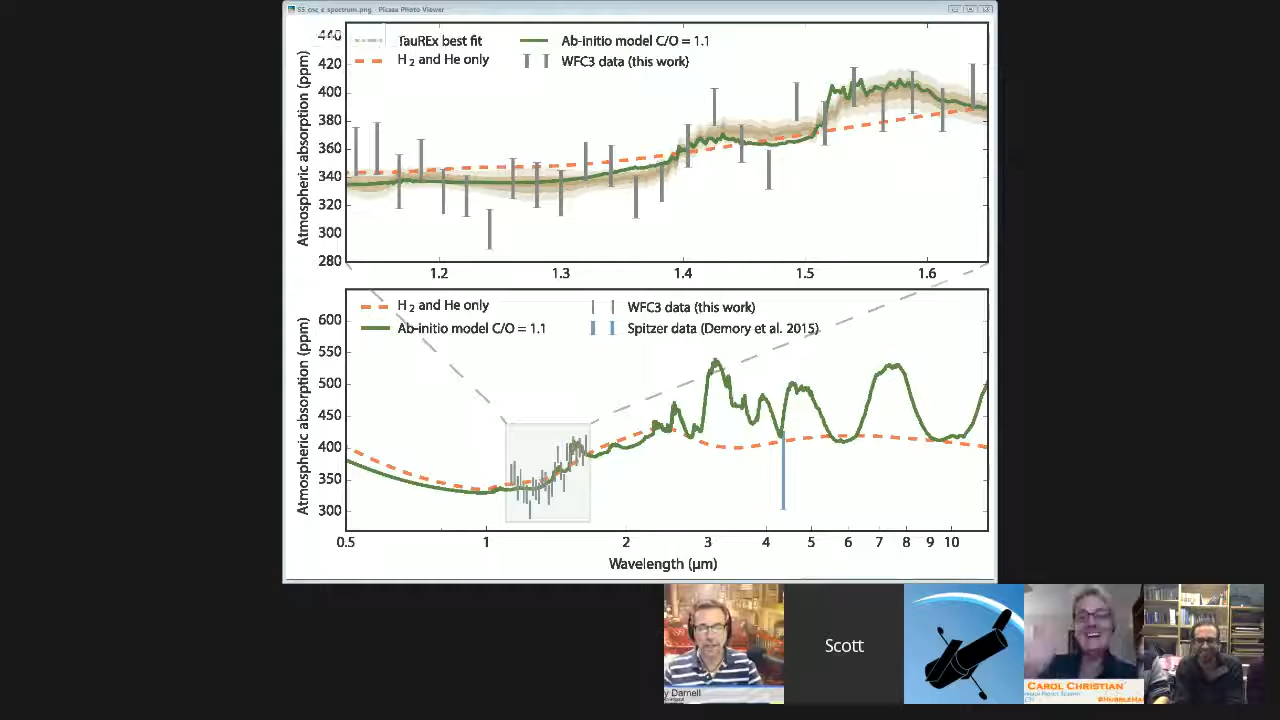 55_cnc_e_spectrum.png - Picasa Photo Viewer
TauREx best fit
Ab-initio model C/O = 1.1
H2 and He only
WFC3 data (this work)
Atmospheric absorption (ppm)
440
420
400
380
360
340
320
300
280
1.2 1.3 1.4 1.5 1.6
H2 and He only
WFC3 data (this work)
Ab-initio model C/O = 1.1
Spitzer data (Demory et al. 2015)
Atmospheric absorption (ppm)
600
550
500
450
400
350
300
0.5 1 2 3 4 5 6 7 8 9 10
Wavelength (µm)
y Darnell
Scott
CAROL CHRISTIAN